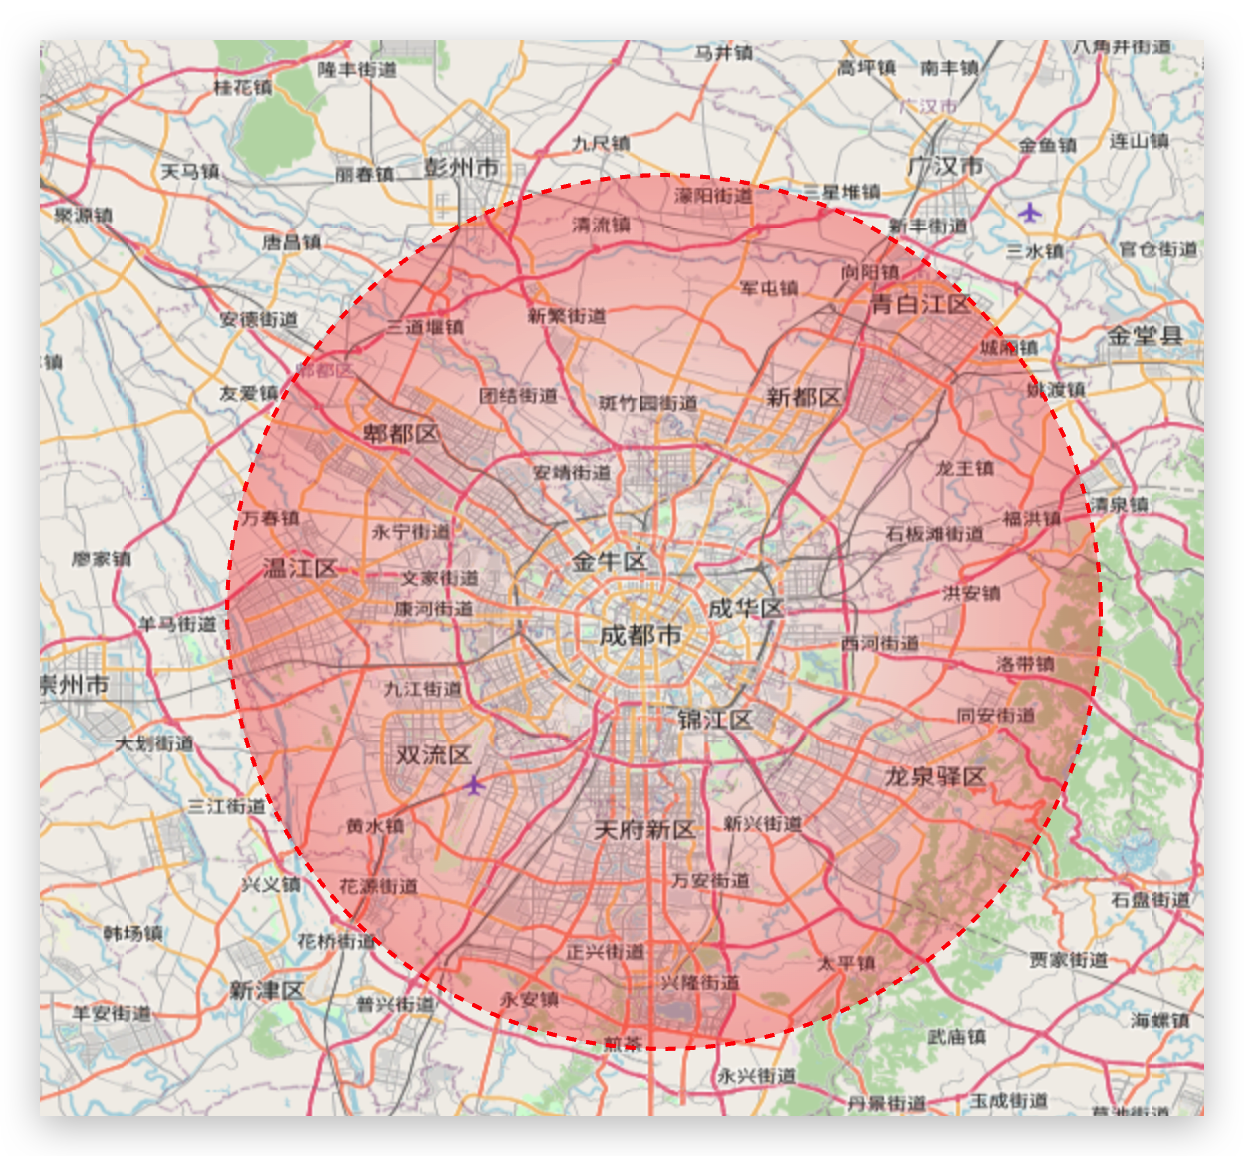 八角井街道
马井镇
隆丰街道
高坪镇
南丰镇
桂花镇
广汉市
九尺镇
连山镇
金鱼镇
彭州市
广汉市
天马镇
丽春镇
三星堆镇
濛阳街道
聚源镇
清流镇
新丰街道
唐昌镇
三水镇
官仓街道
向阳镇
军屯镇
青白江区
新繁街道
安德街道
三道堰镇
金堂县
城厢镇
镇
郫都区
友爱镇
姚渡镇
团结街道
新都区
斑竹园街道
郫都区
龙王镇
安靖街道
清泉镇
万春镇
福洪镇
永宁街道
石板滩街道
廖家镇
金牛区
温江区
文家街道
洪安镇
康河街道
成华区
羊马街道
成都市
西河街道
洛带镇
崇州市
九江街道
同安街道
锦江区
大划街道
双流区
龙泉驿区
三江街道
黄水镇
新兴街道
天府新区
万安街道
兴义镇
花源街道
石盘街道
韩场镇
花桥街道
正兴街道
贾家街道
太平镇
兴隆街道
新津区
永安镇
普兴街道
羊安街道
海螺镇
武庙镇
煎茶
永兴街道
丹景街道
玉成街道